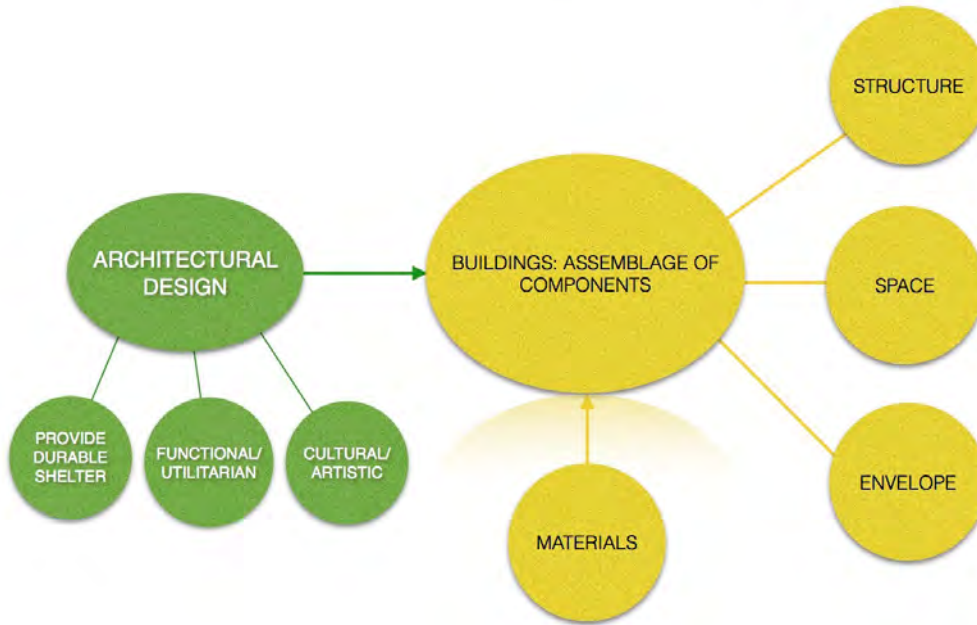 ARCHITECTURAL
DESIGN
PROVIDE
DURABLE
SHELTER
FUNCTIONAL/
UTILITARIAN
CULTURAL/
ARTISTIC
BUILDINGS: ASSEMBLAGE OF
COMPONENTS
MATERIALS
STRUCTURE
SPACE
ENVELOPE